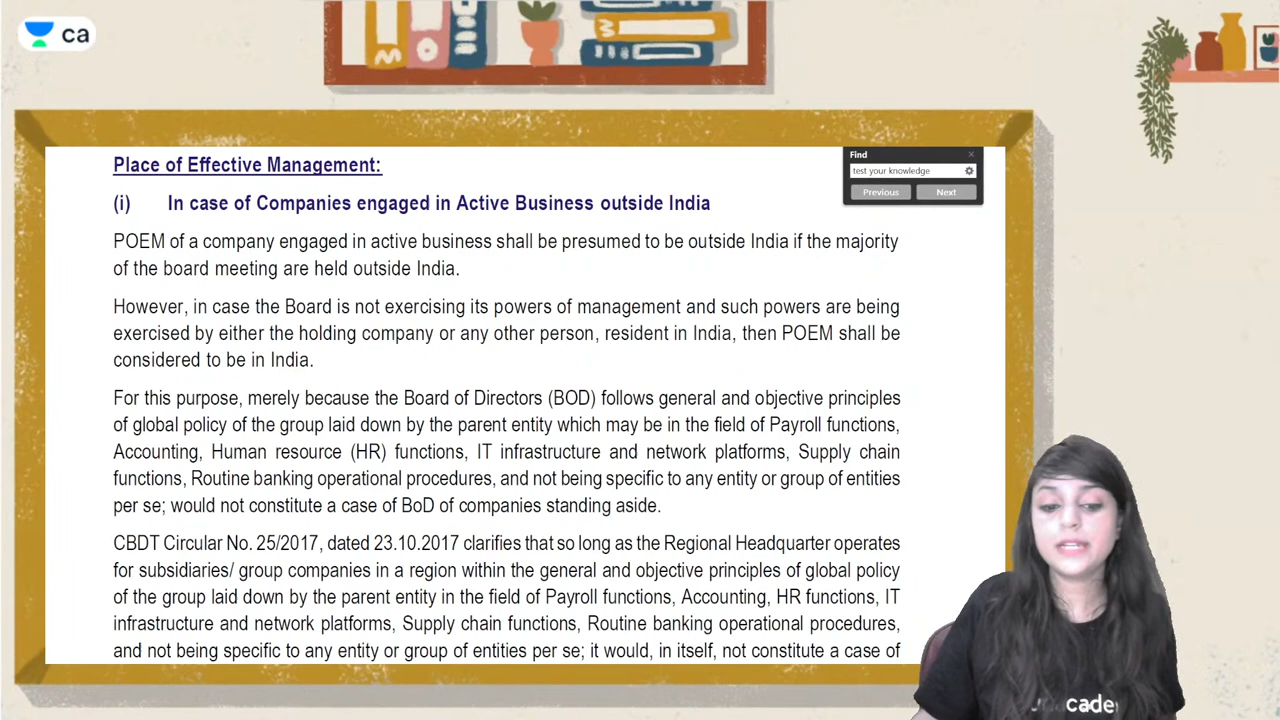 ca
Place of Effective Management:
Find
test your knowledge
Previous Next
(i) In case of Companies engaged in Active Business outside India
POEM of a company engaged in active business shall be presumed to be outside India if the majority
of the board meeting are held outside India.
However, in case the Board is not exercising its powers of management and such powers are being
exercised by either the holding company or any other person, resident in India, then POEM shall be
considered to be in India.
For this purpose, merely because the Board of Directors (BOD) follows general and objective principles
of global policy of the group laid down by the parent entity which may be in the field of Payroll functions,
Accounting, Human resource (HR) functions, IT infrastructure and network platforms, Supply chain
functions, Routine banking operational procedures, and not being specific to any entity or group of entities
per se; would not constitute a case of BoD of companies standing aside.
CBDT Circular No. 25/2017, dated 23.10.2017 clarifies that so long as the Regional Headquarter operates
for subsidiaries/ group companies in a region within the general and objective principles of global policy
of the group laid down by the parent entity in the field of Payroll functions, Accounting, HR functions, IT
infrastructure and network platforms, Supply chain functions, Routine banking operational procedures,
and not being specific to any entity or group of entities per se; it would, in itself, not constitute a case of